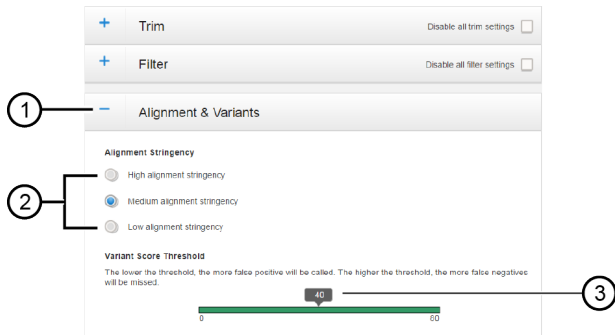 + Trim Disable all trim settings
+ Filter Disable all filter settings
1 − Alignment & Variants
Alignment Stringency
High alignment stringency
2 Medium alignment stringency
Low alignment stringency
Variant Score Threshold
The lower the threshold, the more false positive will be called. The higher the threshold, the more false negatives
will be missed.
40 3
0 60